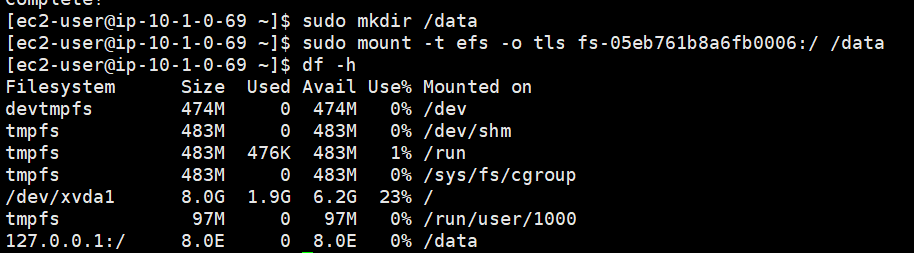 Complete!
[ec2-user@ip-10-1-0-69 ~]$ sudo mkdir /data
[ec2-user@ip-10-1-0-69 ~]$ sudo mount -t efs -o tls fs-05eb761b8a6fb0006:/ /data
[ec2-user@ip-10-1-0-69 ~]$ df -h
Filesystem      Size  Used Avail Use% Mounted on
devtmpfs        474M     0  474M   0% /dev
tmpfs           483M     0  483M   0% /dev/shm
tmpfs           483M  476K  483M   1% /run
tmpfs           483M     0  483M   0% /sys/fs/cgroup
/dev/xvda1      8.0G  1.9G  6.2G  23% /
tmpfs            97M     0   97M   0% /run/user/1000
127.0.0.1:/     8.0E     0  8.0E   0% /data